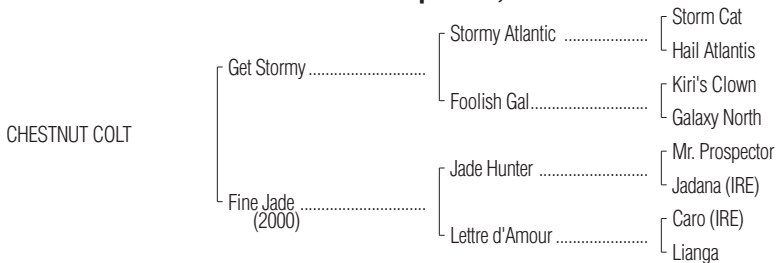 Storm Cat
Stormy Atlantic ....................
Hail Atlantis
Get Stormy ............................
Kiri's Clown
Foolish Gal...........................
Galaxy North
CHESTNUT COLT
Mr. Prospector
Jade Hunter ..........................
Jadana (IRE)
Fine Jade ..............................
(2000)
Caro (IRE)
Lettre d'Amour ......................
Lianga